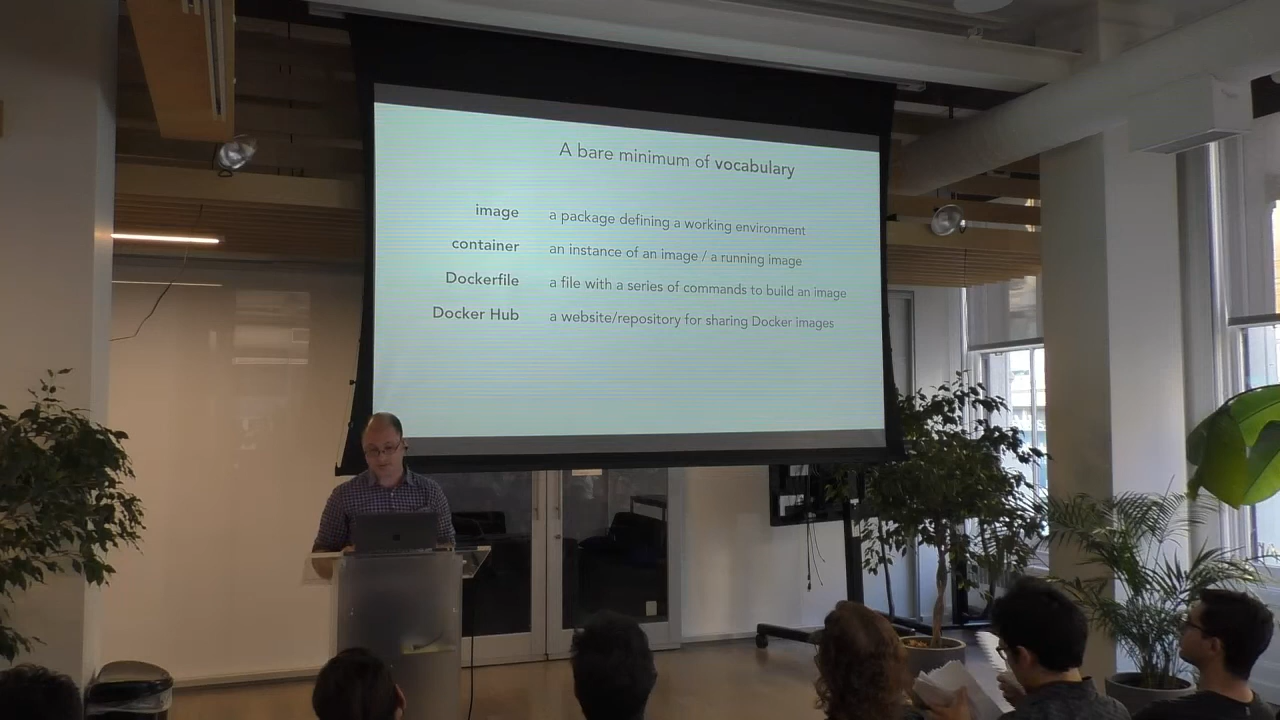 A bare minimum of vocabulary
image a package defining a working environment
container an instance of an image / a running image
Dockerfile a file with a series of commands to build an image
Docker Hub a website/repository for sharing Docker images